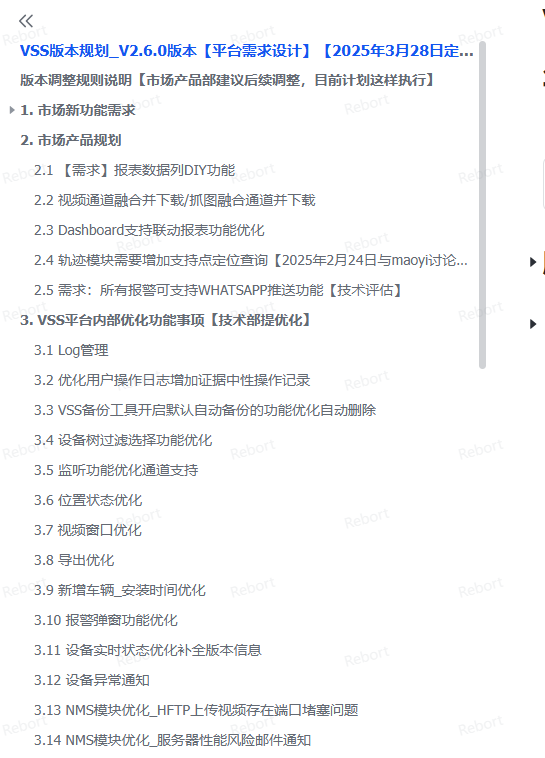 VSS版本规划_V2.6.0版本【平台需求设计】【2025年3月28日定...
版本调整规则说明【市场产品部建议后续调整，目前计划这样执行】
1. 市场新功能需求
2. 市场产品规划
2.1 【需求】报表数据列DIY功能
2.2 视频通道融合并下载/抓图融合通道并下载
2.3 Dashboard支持联动报表功能优化
2.4 轨迹模块需要增加支持点定位查询【2025年2月24日与maoyi讨论...
2.5 需求：所有报警可支持WHATSAPP推送功能【技术评估】
3. VSS平台内部优化功能事项【技术部提优化】
3.1 Log管理
3.2 优化用户操作日志增加证据中性操作记录
3.3 VSS备份工具开启默认自动备份的功能优化自动删除
3.4 设备树过滤选择功能优化
3.5 监听功能优化通道支持
3.6 位置状态优化
3.7 视频窗口优化
3.8 导出优化
3.9 新增车辆_安装时间优化
3.10 报警弹窗功能优化
3.11 设备实时状态优化补全版本信息
3.12 设备异常通知
3.13 NMS模块优化_HFTP上传视频存在端口堵塞问题
3.14 NMS模块优化_服务器性能风险邮件通知
Rebort